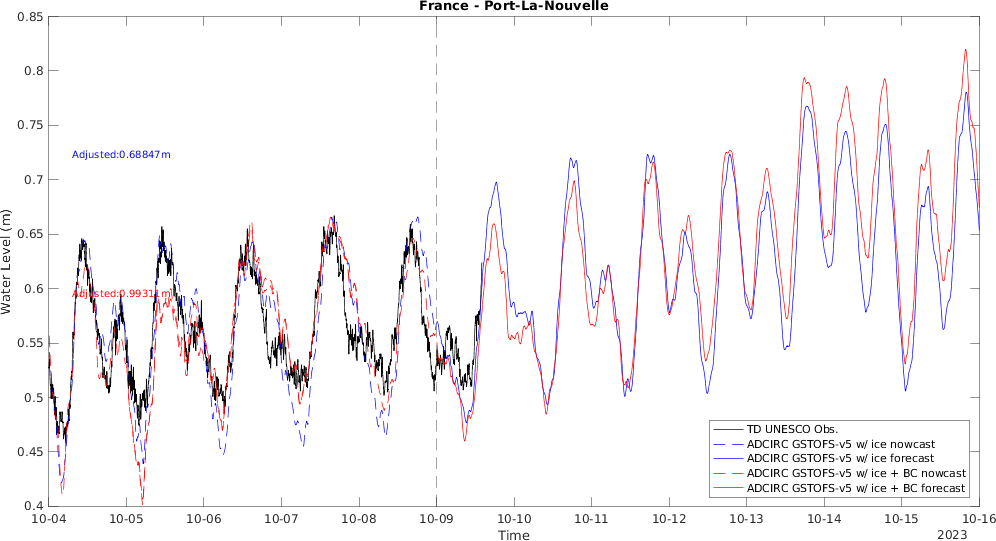 France - Port-La-Nouvelle
0.85
0.8
0.75
0.7
0.65
0.6
0.55
0.5
0.45
0.4
Water Level (m)
Adjusted:0.68847m
TD UNESCO Obs.
ADCIRC GSTOFS-v5 w/ ice nowcast
ADCIRC GSTOFS-v5 w/ ice forecast
ADCIRC GSTOFS-v5 w/ ice + BC nowcast
ADCIRC GSTOFS-v5 w/ ice + BC forecast
10-04 10-05 10-06 10-07 10-08 10-09 10-10 10-11 10-12 10-13 10-14 10-15 10-16
Time
2023